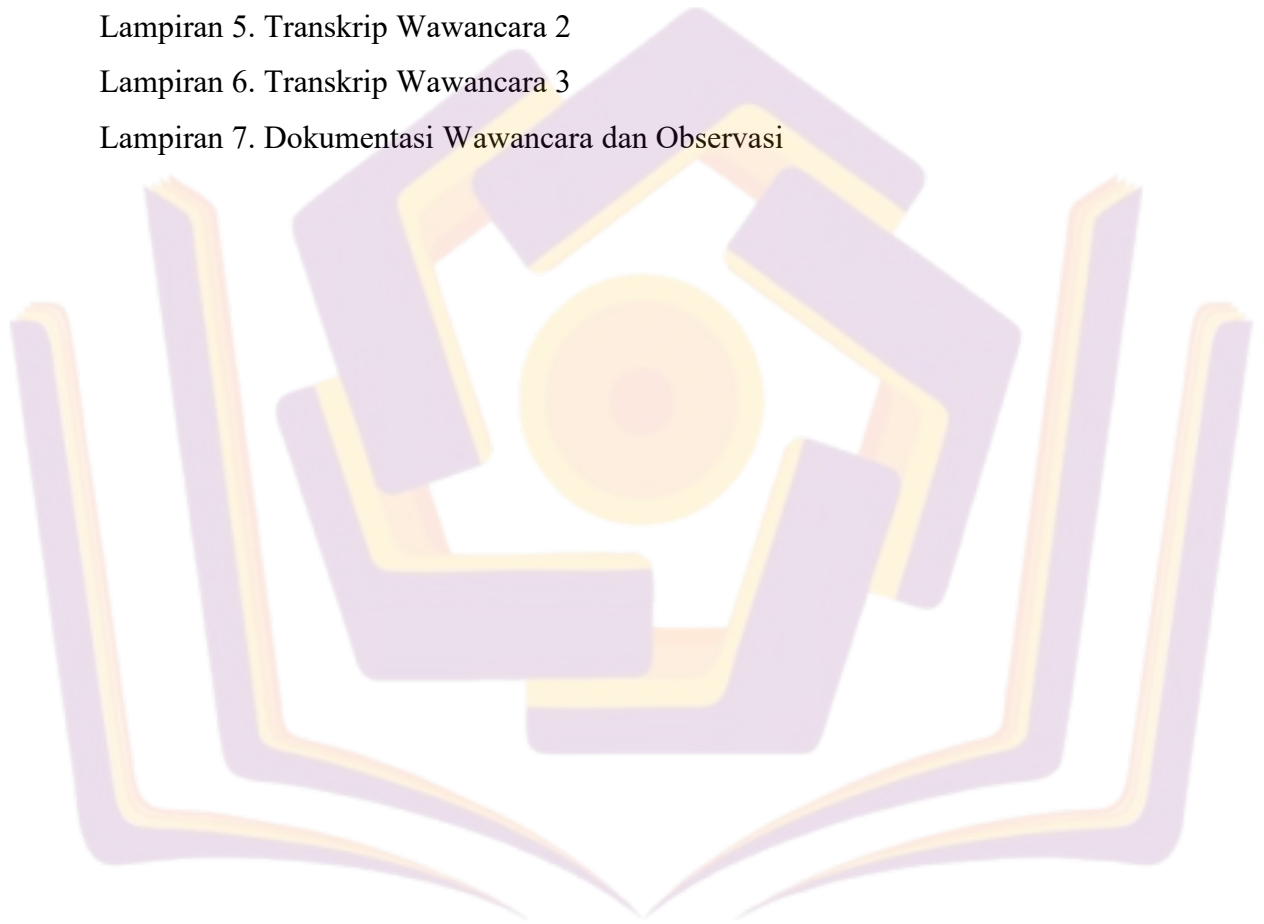 Lampiran 5. Transkrip Wawancara 2
Lampiran 6. Transkrip Wawancara 3
Lampiran 7. Dokumentasi Wawancara dan Observasi